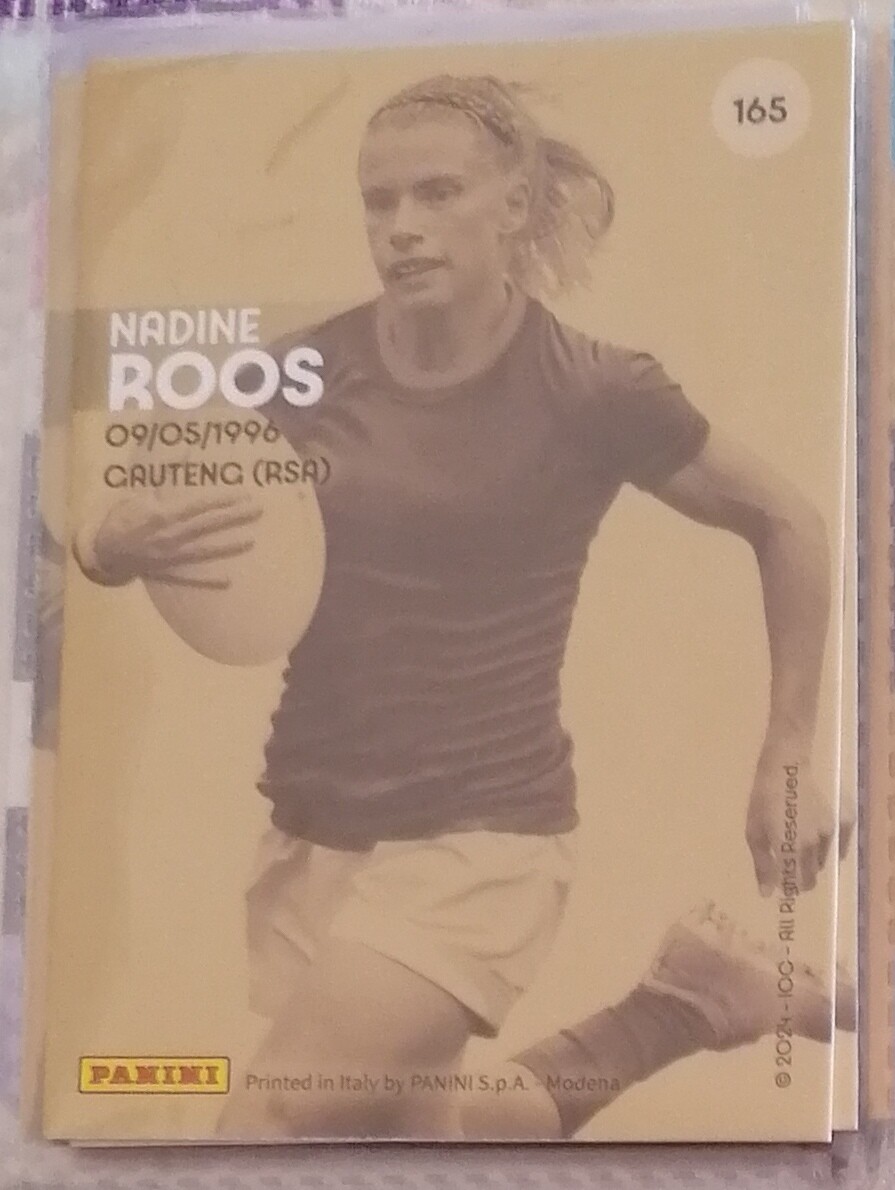 165
NADINE
ROOS
09/05/1996
GAUTENG (RSA)
© 2024 - IOC - All Rights Reserved.
PANINI
Printed in Italy by PANINI S.p.A. - Modena